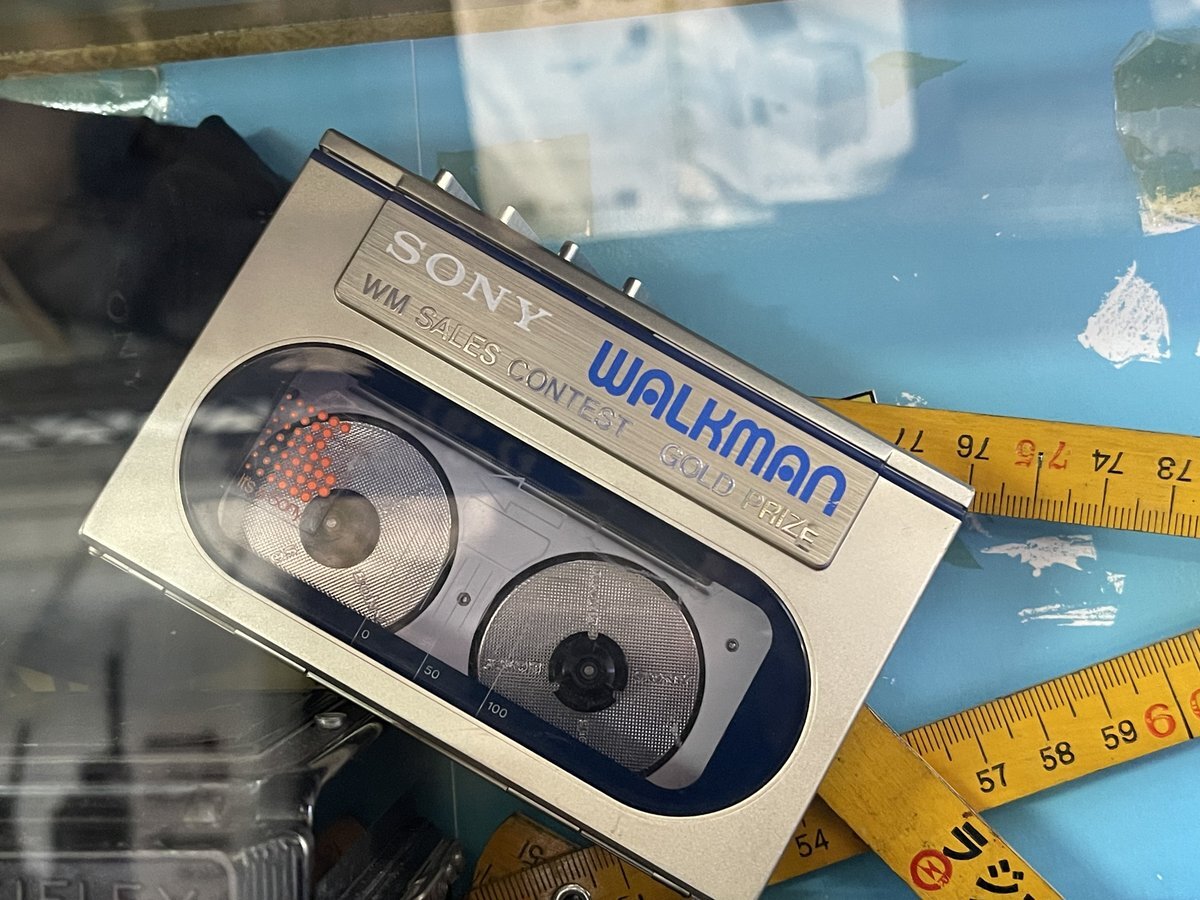 SONY
WALKMAN
WM SALES CONTEST GOLD PRIZE
0
50
100
77 76 75 74 73
57 58 59 6
54